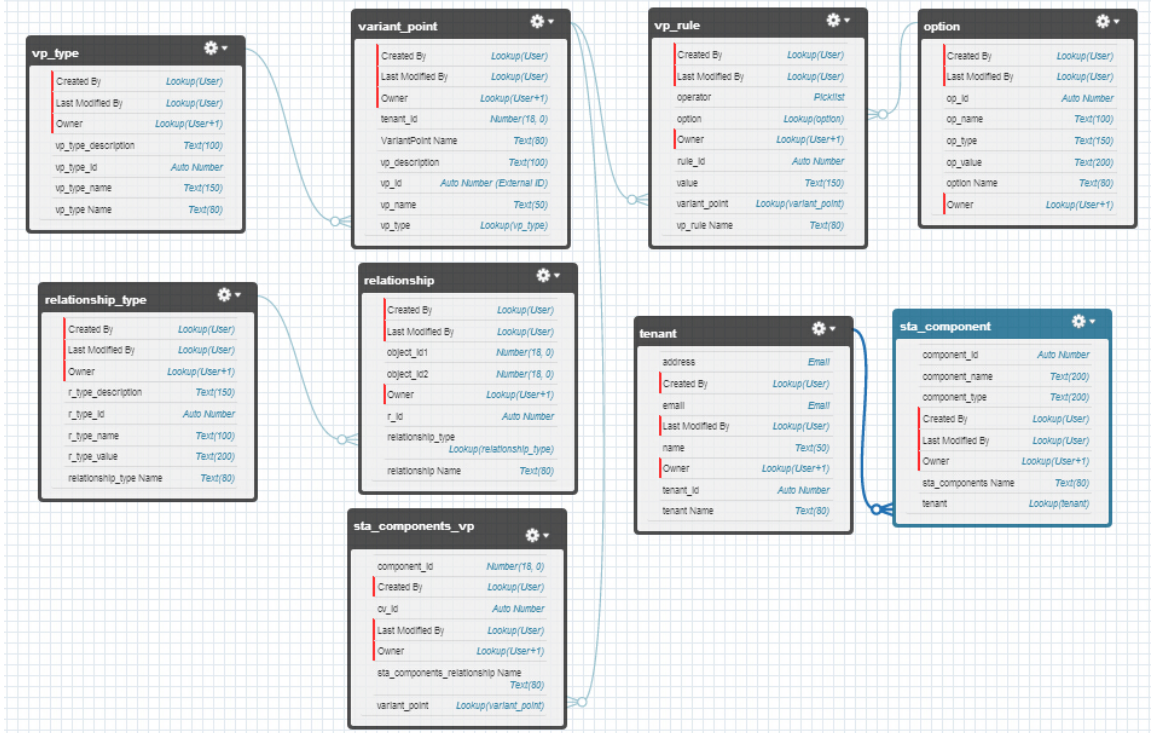 vp_type
Created By Lookup(User)
Last Modified By Lookup(User)
Owner Lookup(User+1)
vp_type_description Text(100)
vp_type_id Auto Number
vp_type_name Text(150)
vp_type Name Text(80)
variant_point
Created By Lookup(User)
Last Modified By Lookup(User)
Owner Lookup(User+1)
tenant_id Number(18, 0)
VariantPoint Name Text(80)
vp_description Text(100)
vp_id Auto Number (External ID)
vp_name Text(50)
vp_type Lookup(vp_type)
vp_rule
Created By Lookup(User)
Last Modified By Lookup(User)
operator Picklist
option Lookup(option)
Owner Lookup(User+1)
rule_id Auto Number
value Text(150)
variant_point Lookup(variant_point)
vp_rule Name Text(80)
option
Created By Lookup(User)
Last Modified By Lookup(User)
op_id Auto Number
op_name Text(100)
op_type Text(150)
op_value Text(200)
option Name Text(80)
Owner Lookup(User+1)
relationship_type
Created By Lookup(User)
Last Modified By Lookup(User)
Owner Lookup(User+1)
r_type_description Text(150)
r_type_id Auto Number
r_type_name Text(100)
r_type_value Text(200)
relationship_type Name Text(80)
relationship
Created By Lookup(User)
Last Modified By Lookup(User)
object_id1 Number(18, 0)
object_id2 Number(18, 0)
Owner Lookup(User+1)
r_id Auto Number
relationship_type
Lookup(relationship_type)
relationship Name Text(80)
tenant
address Email
Created By Lookup(User)
email Email
Last Modified By Lookup(User)
name Text(50)
Owner Lookup(User+1)
tenant_id Auto Number
tenant Name Text(80)
sta_component
component_id Auto Number
component_name Text(200)
component_type Text(200)
Created By Lookup(User)
Last Modified By Lookup(User)
Owner Lookup(User+1)
sta_components Name Text(80)
tenant Lookup(tenant)
sta_components_vp
component_id Number(18, 0)
Created By Lookup(User)
cv_id Auto Number
Last Modified By Lookup(User)
Owner Lookup(User+1)
sta_components_relationship Name
Text(80)
variant_point Lookup(variant_point)